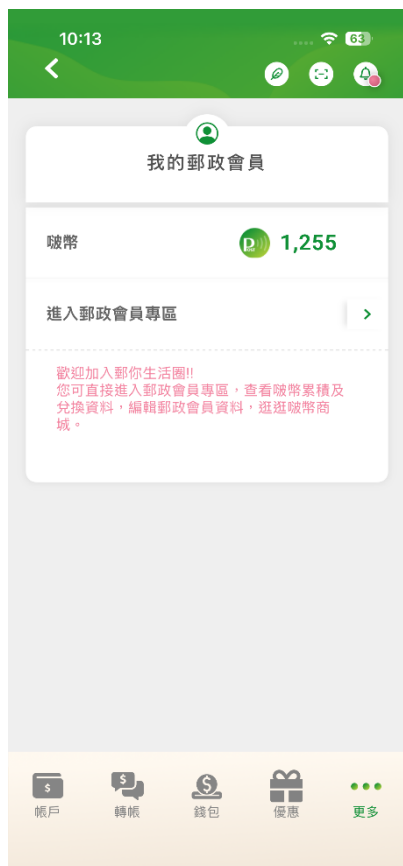 10:13
63
我的郵政會員
啵幣
1,255
進入郵政會員專區
歡迎加入郵你生活圈!!
您可直接進入郵政會員專區，查看啵幣累積及
兌換資料，編輯郵政會員資料，逛逛啵幣商
城。
帳戶
轉帳
錢包
優惠
更多